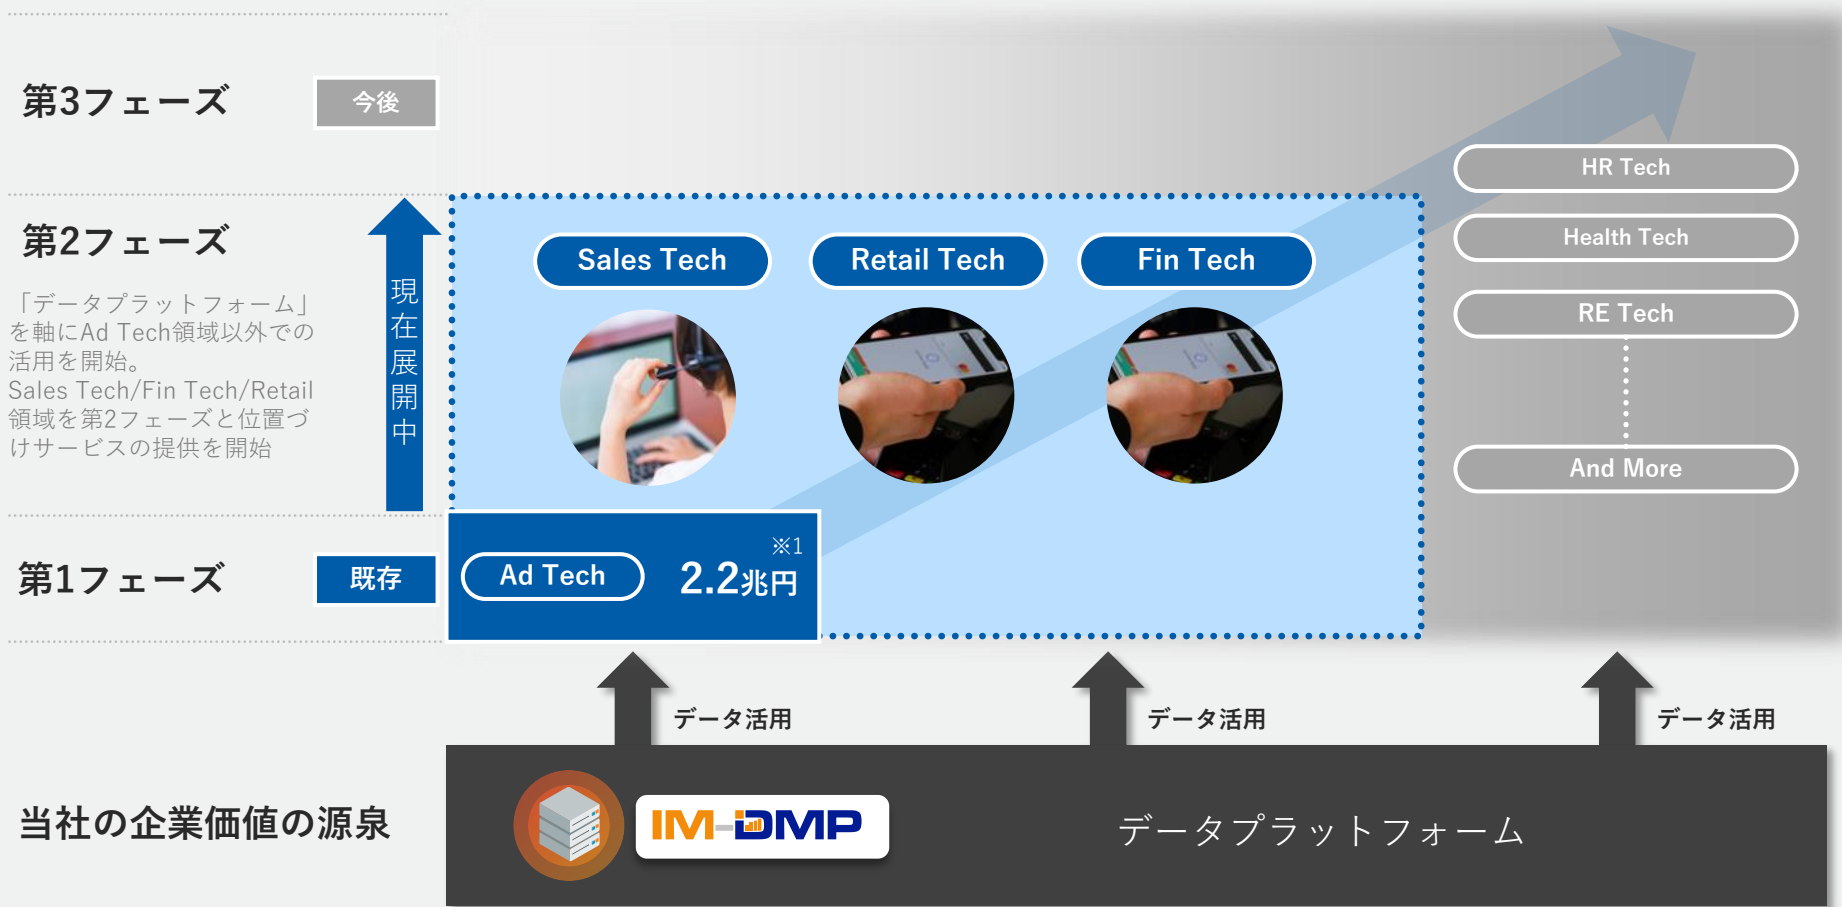 第3フェーズ
今後
HR Tech
Health Tech
RE Tech
And More
第2フェーズ
「データプラットフォーム」
を軸にAd Tech領域以外での
活用を開始。
Sales Tech/Fin Tech/Retail
領域を第2フェーズと位置づ
けサービスの提供を開始
現在展開中
Sales Tech
Retail Tech
Fin Tech
第1フェーズ
既存
Ad Tech
2.2兆円
※1
データ活用
データ活用
データ活用
当社の企業価値の源泉
IM-DMP
データプラットフォーム